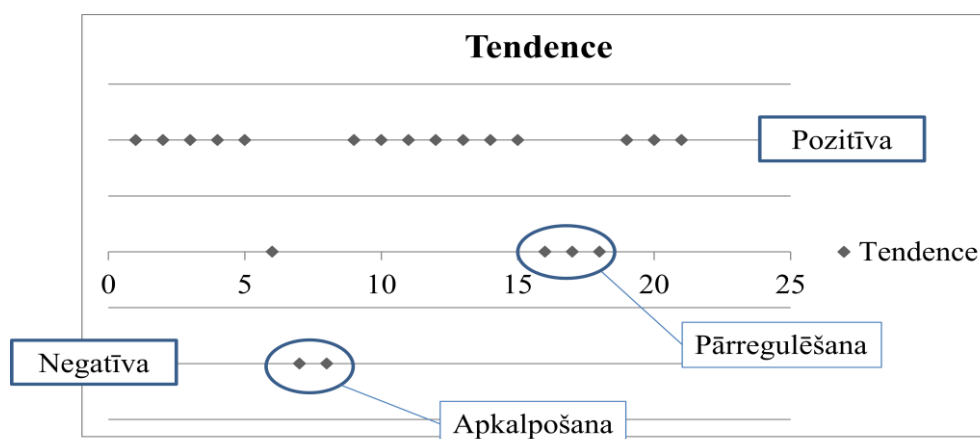 Tendence
Pozitīva
Tendence
0 5 10 15 20 25
Pārregulēšana
Negatīva
Apkalpošana